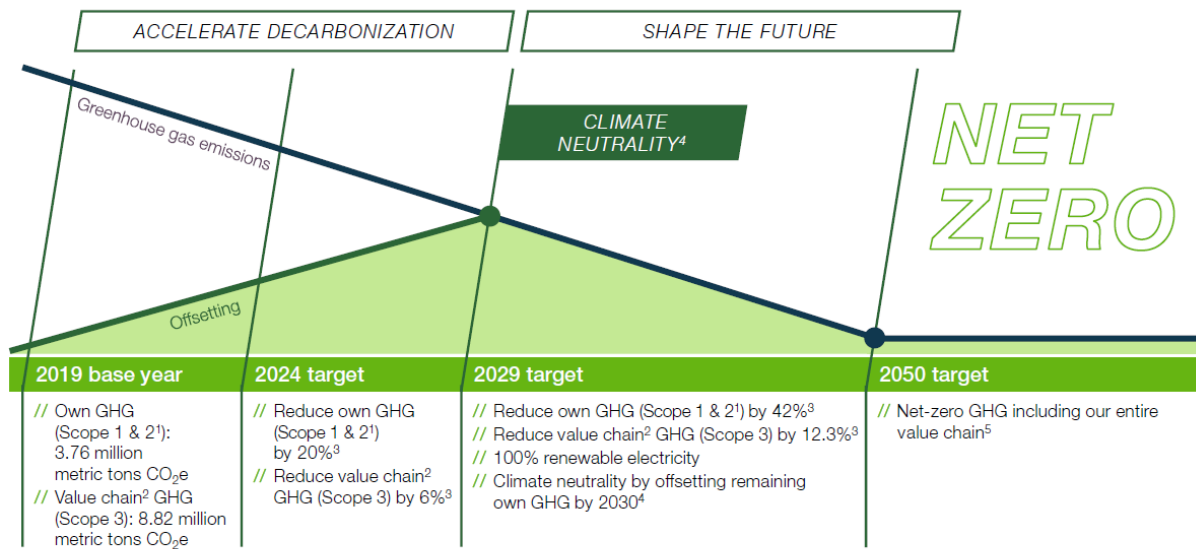 ACCELERATE DECARBONIZATION
SHAPE THE FUTURE
Greenhouse gas emissions
CLIMATE
NEUTRALITY⁴
NET
ZERO
Offsetting
2019 base year
// Own GHG
(Scope 1 & 2¹):
3.76 million
metric tons CO₂e
// Value chain² GHG
(Scope 3): 8.82 million
metric tons CO₂e
2024 target
// Reduce own GHG
(Scope 1 & 2¹)
by 20%³
// Reduce value chain²
GHG (Scope 3) by 6%³
2029 target
// Reduce own GHG (Scope 1 & 2¹) by 42%³
// Reduce value chain² GHG (Scope 3) by 12.3%³
// 100% renewable electricity
// Climate neutrality by offsetting remaining
own GHG by 2030⁴
2050 target
// Net-zero GHG including our entire
value chain⁵